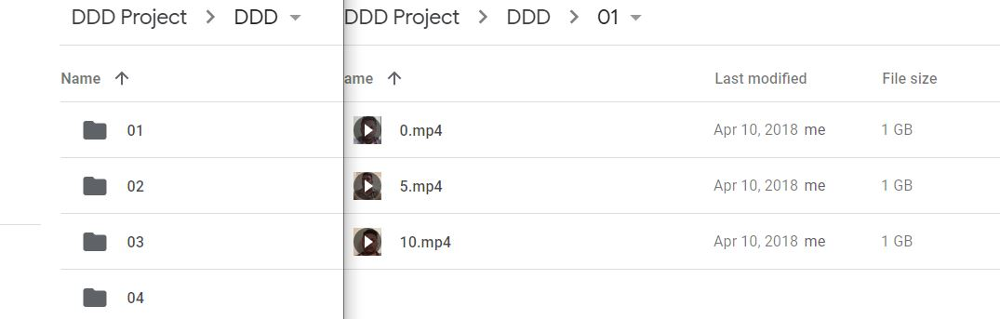 DDD Project > DDD
Name
01
02
03
04
DDD Project > DDD > 01
ame Last modified File size
0.mp4 Apr 10, 2018 me 1 GB
5.mp4 Apr 10, 2018 me 1 GB
10.mp4 Apr 10, 2018 me 1 GB